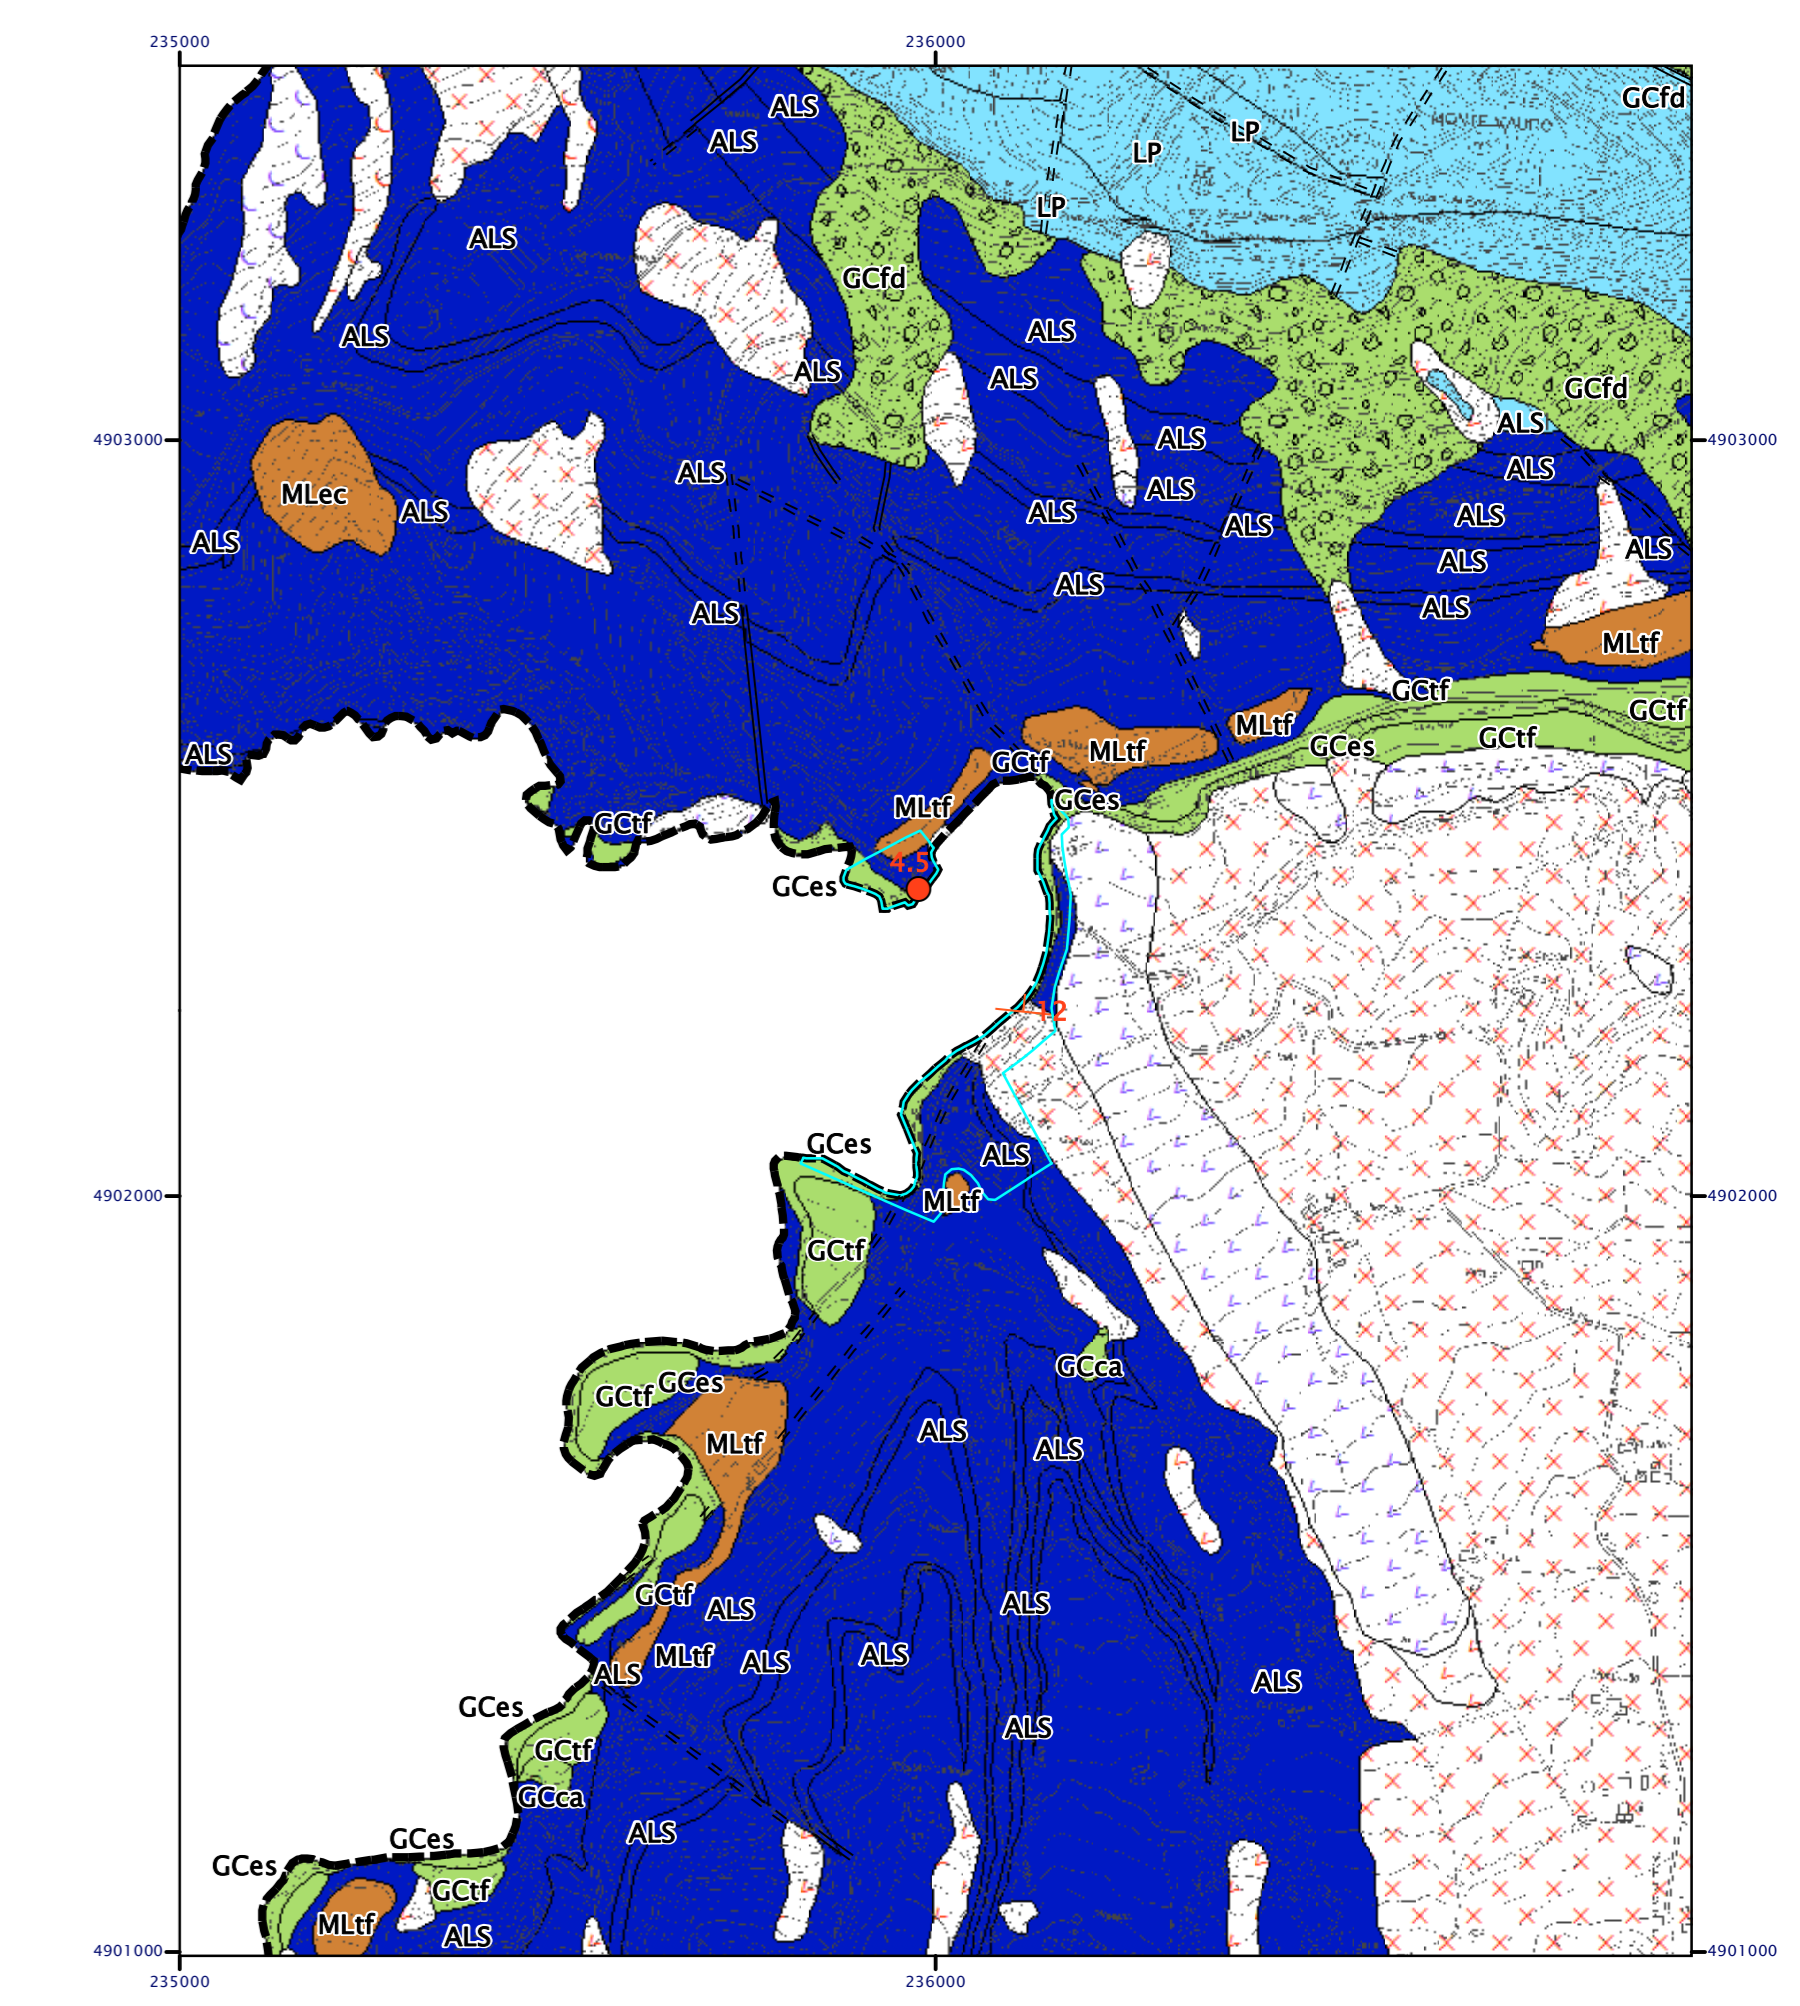 235000
236000
GCfd
ALS
LP
ALS
LP
LP
ALS
GCfd
ALS
ALS
ALS
ALS
GCfd
ALS
4903000
ALS
4903000
ALS
ALS
ALS
MLec
ALS
ALS
ALS
ALS
ALS
ALS
ALS
ALS
ALS
ALS
ALS
MLtf
GCtf
GCtf
MLtf
GCtf
MLtf
GCes
ALS
GCtf
GCes
MLtf
GCtf
4.5
GCes
12
GCes
ALS
4902000
MLtf
4902000
GCtf
GCca
GCes
GCtf
ALS
MLtf
ALS
GCtf
ALS
ALS
MLtf
ALS
ALS
ALS
ALS
GCes
ALS
GCtf
GCca
ALS
GCes
GCes
GCtf
MLtf
ALS
4901000
4901000
235000
236000